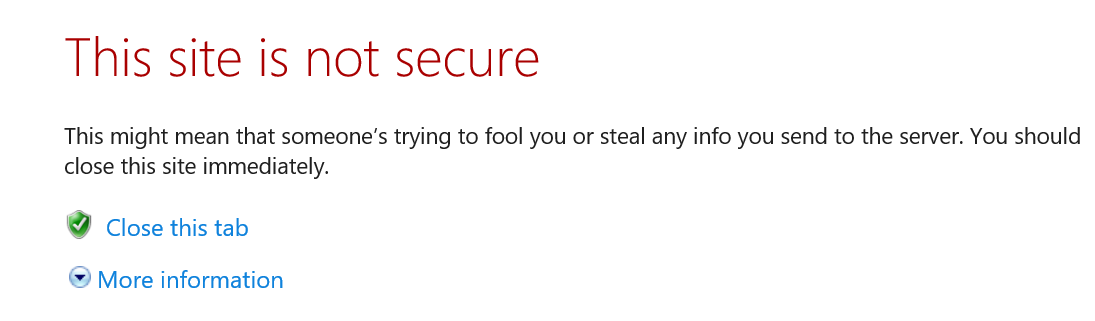 This site is not secure
This might mean that someone’s trying to fool you or steal any info you send to the server. You should
close this site immediately.
Close this tab
More information